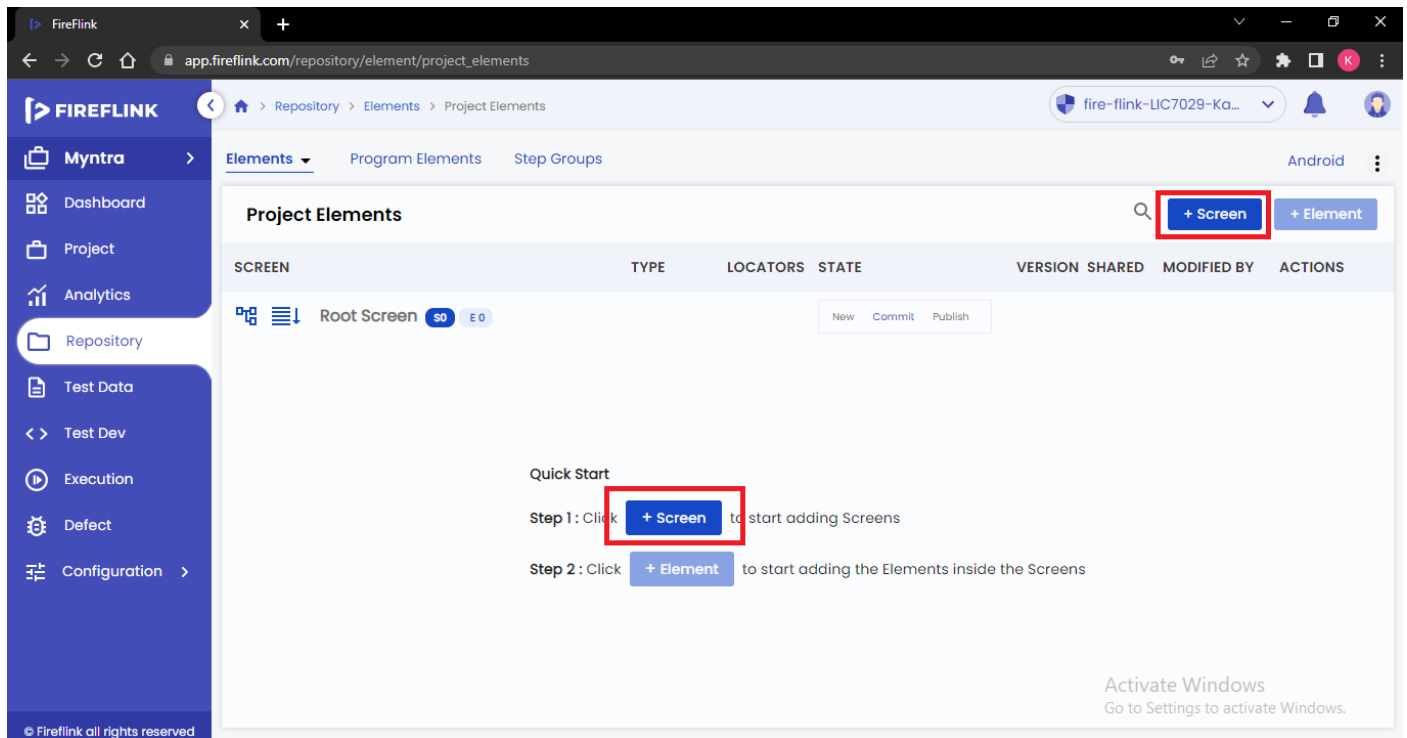 FireFlink
app.fireflink.com/repository/element/project_elements
K
FIREFLINK
> Repository > Elements > Project Elements
fire-flink-LIC7029-Ka...
Myntra
Elements Program Elements Step Groups
Android
Dashboard
Project
Analytics
Repository
Test Data
Test Dev
Execution
Defect
Configuration
© Fireflink all rights reserved
Project Elements
+ Screen + Element
SCREEN TYPE LOCATORS STATE VERSION SHARED MODIFIED BY ACTIONS
Root Screen S0 E 0 New Commit Publish
Quick Start
Step 1 : Click + Screen to start adding Screens
Step 2 : Click + Element to start adding the Elements inside the Screens
Activate Windows
Go to Settings to activate Windows.